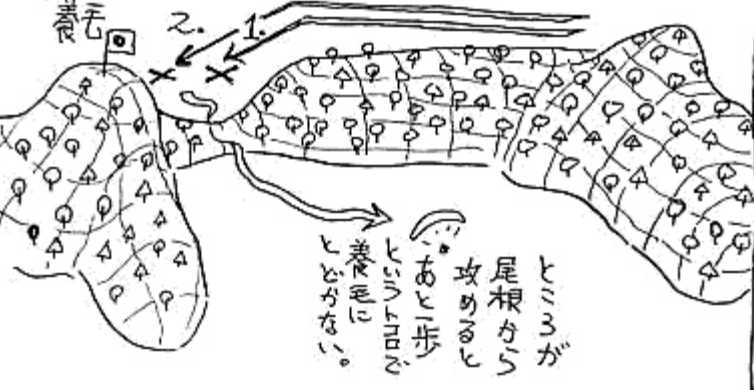 養毛
2.
1.
ところが
尾根から
攻めると
あと一歩
というトコロで
養毛に
とどかない。